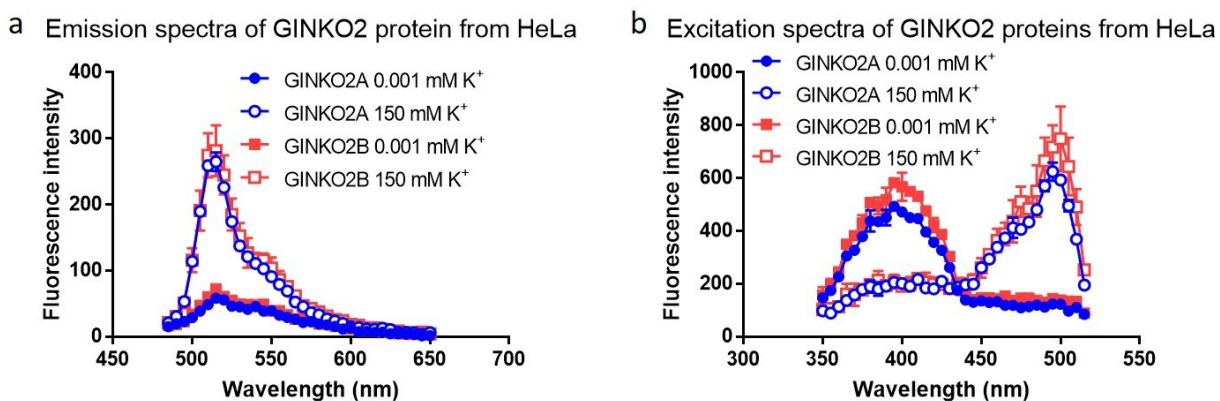 a Emission spectra of GINKO2 protein from HeLa
400
300
200
100
0
450 500 550 600 650 700
Fluorescence intensity
Wavelength (nm)
GINKO2A 0.001 mM K+
GINKO2A 150 mM K+
GINKO2B 0.001 mM K+
GINKO2B 150 mM K+
b Excitation spectra of GINKO2 proteins from HeLa
1000
800
600
400
200
0
300 350 400 450 500 550
Fluorescence intensity
Wavelength (nm)
GINKO2A 0.001 mM K+
GINKO2A 150 mM K+
GINKO2B 0.001 mM K+
GINKO2B 150 mM K+